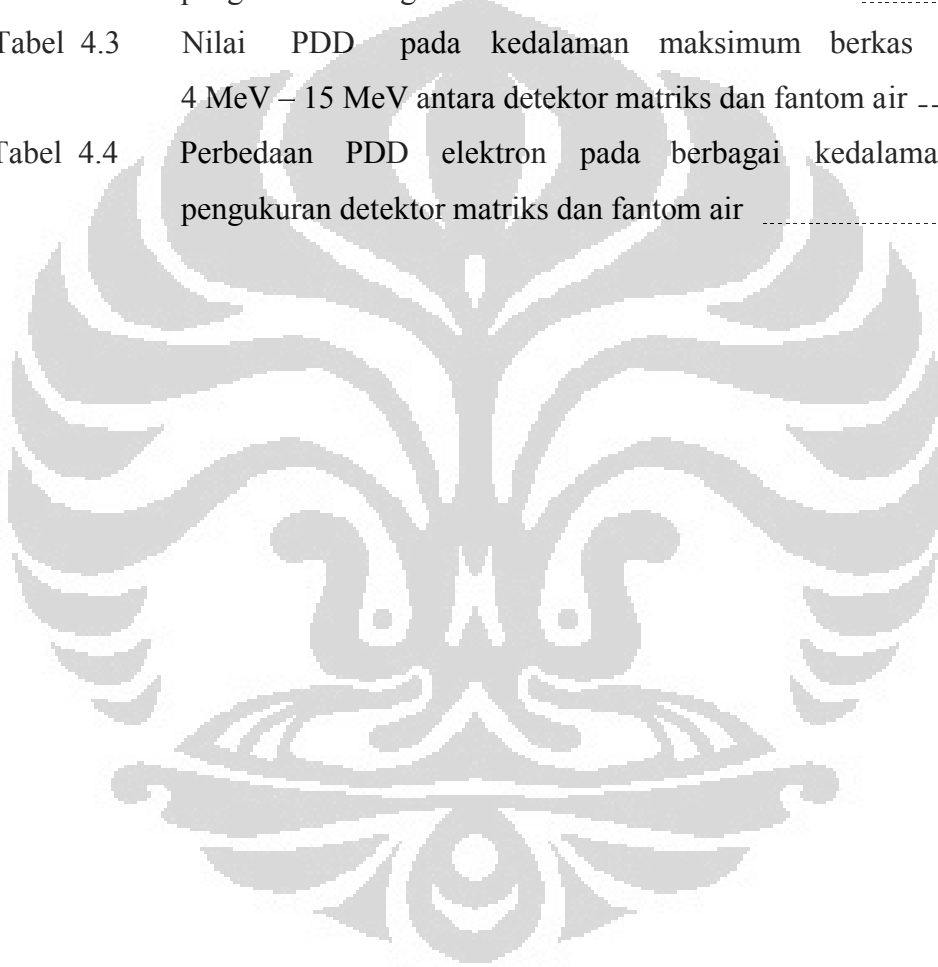 Tabel 4.3 Nilai PDD pada kedalaman maksimum berkas
4 MeV – 15 MeV antara detektor matriks dan fantom air
Tabel 4.4 Perbedaan PDD elektron pada berbagai
pengukuran detektor matriks dan fantom air